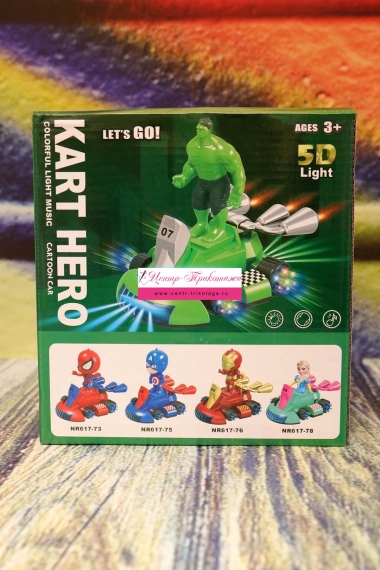 LET'S GO!
AGES 3+
5D
Light
KART HERO
COLORFUL LIGHT MUSIC CARTOON CAR
07
Центр-Трикотажа
www.centr-trikotage.ru
NR617-73
NR617-75
NR617-76
NR617-78